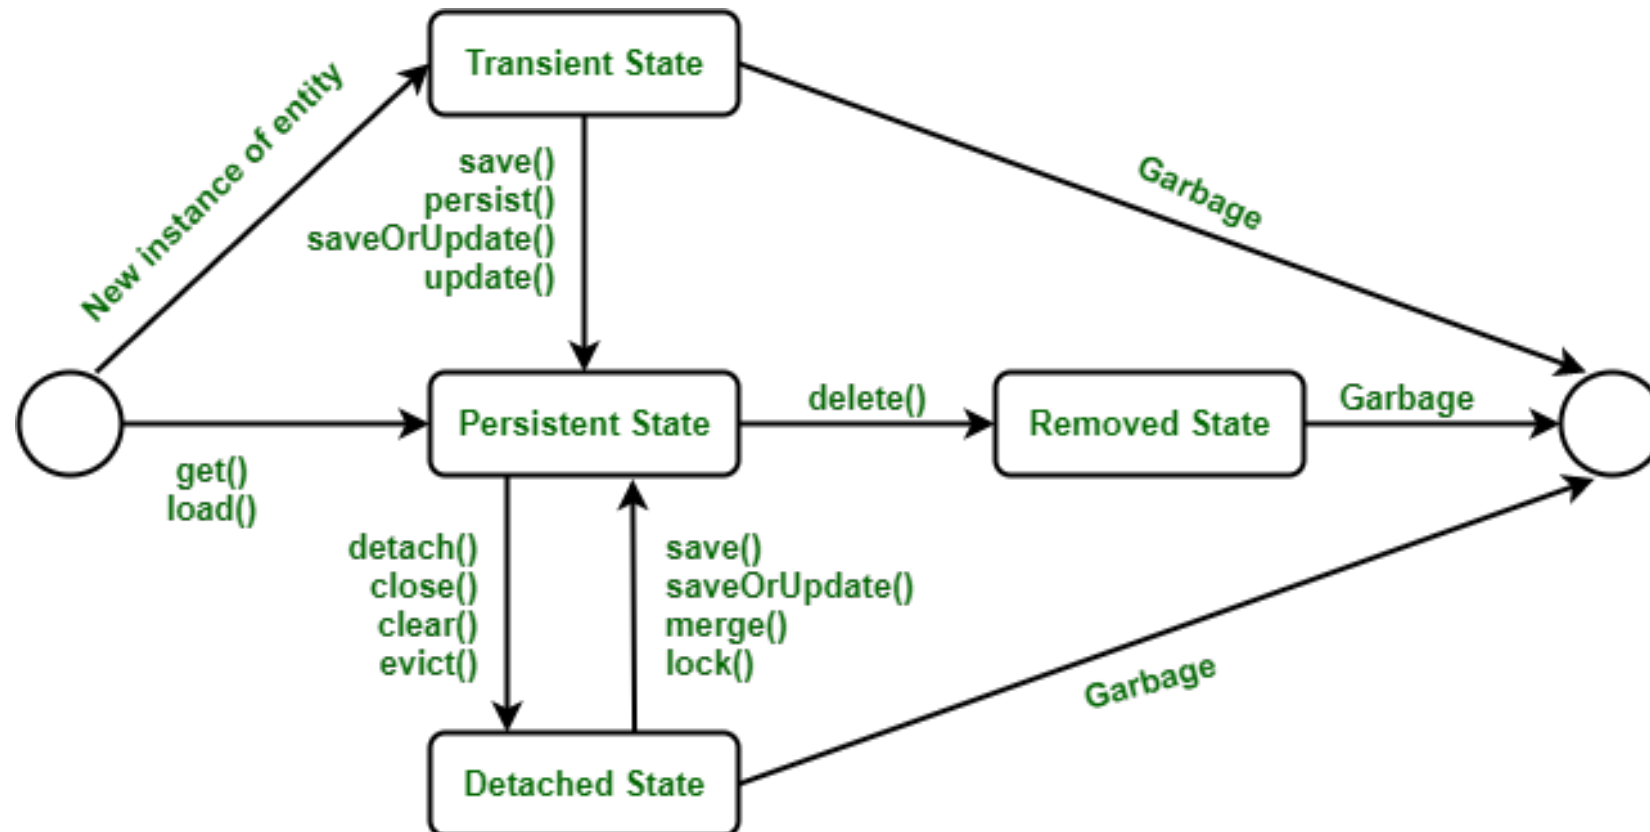 Transient State
New instance of entity
save()
persist()
saveOrUpdate()
update()
Garbage
Persistent State
delete()
Removed State
Garbage
get()
load()
detach()
close()
clear()
evict()
save()
saveOrUpdate()
merge()
lock()
Garbage
Detached State